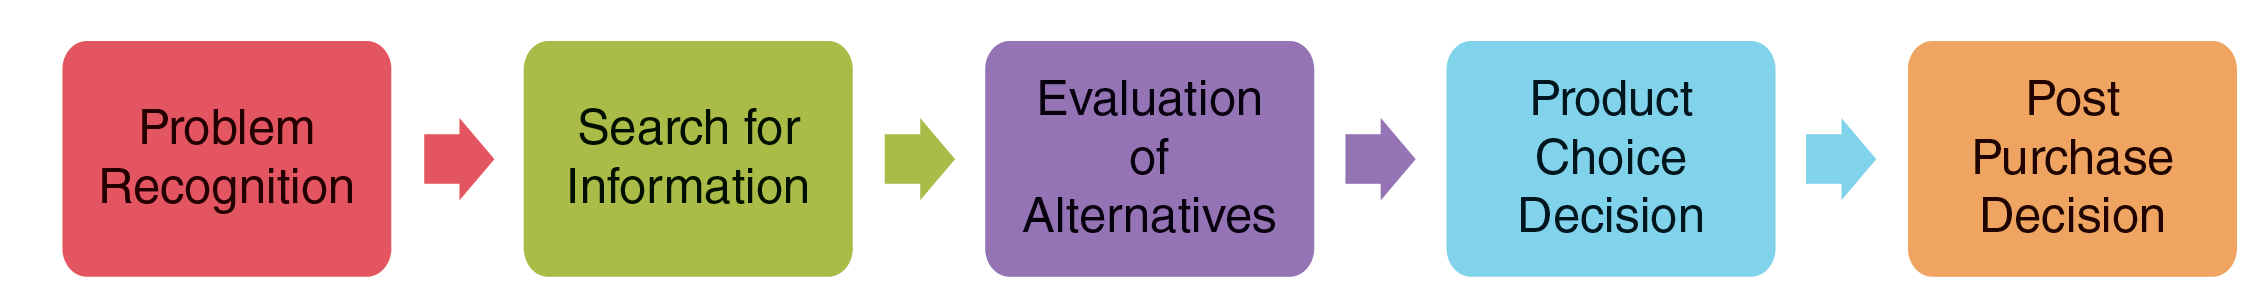 Problem
Recognition
Search for
Information
Evaluation
of
Alternatives
Product
Choice
Decision
Post
Purchase
Decision